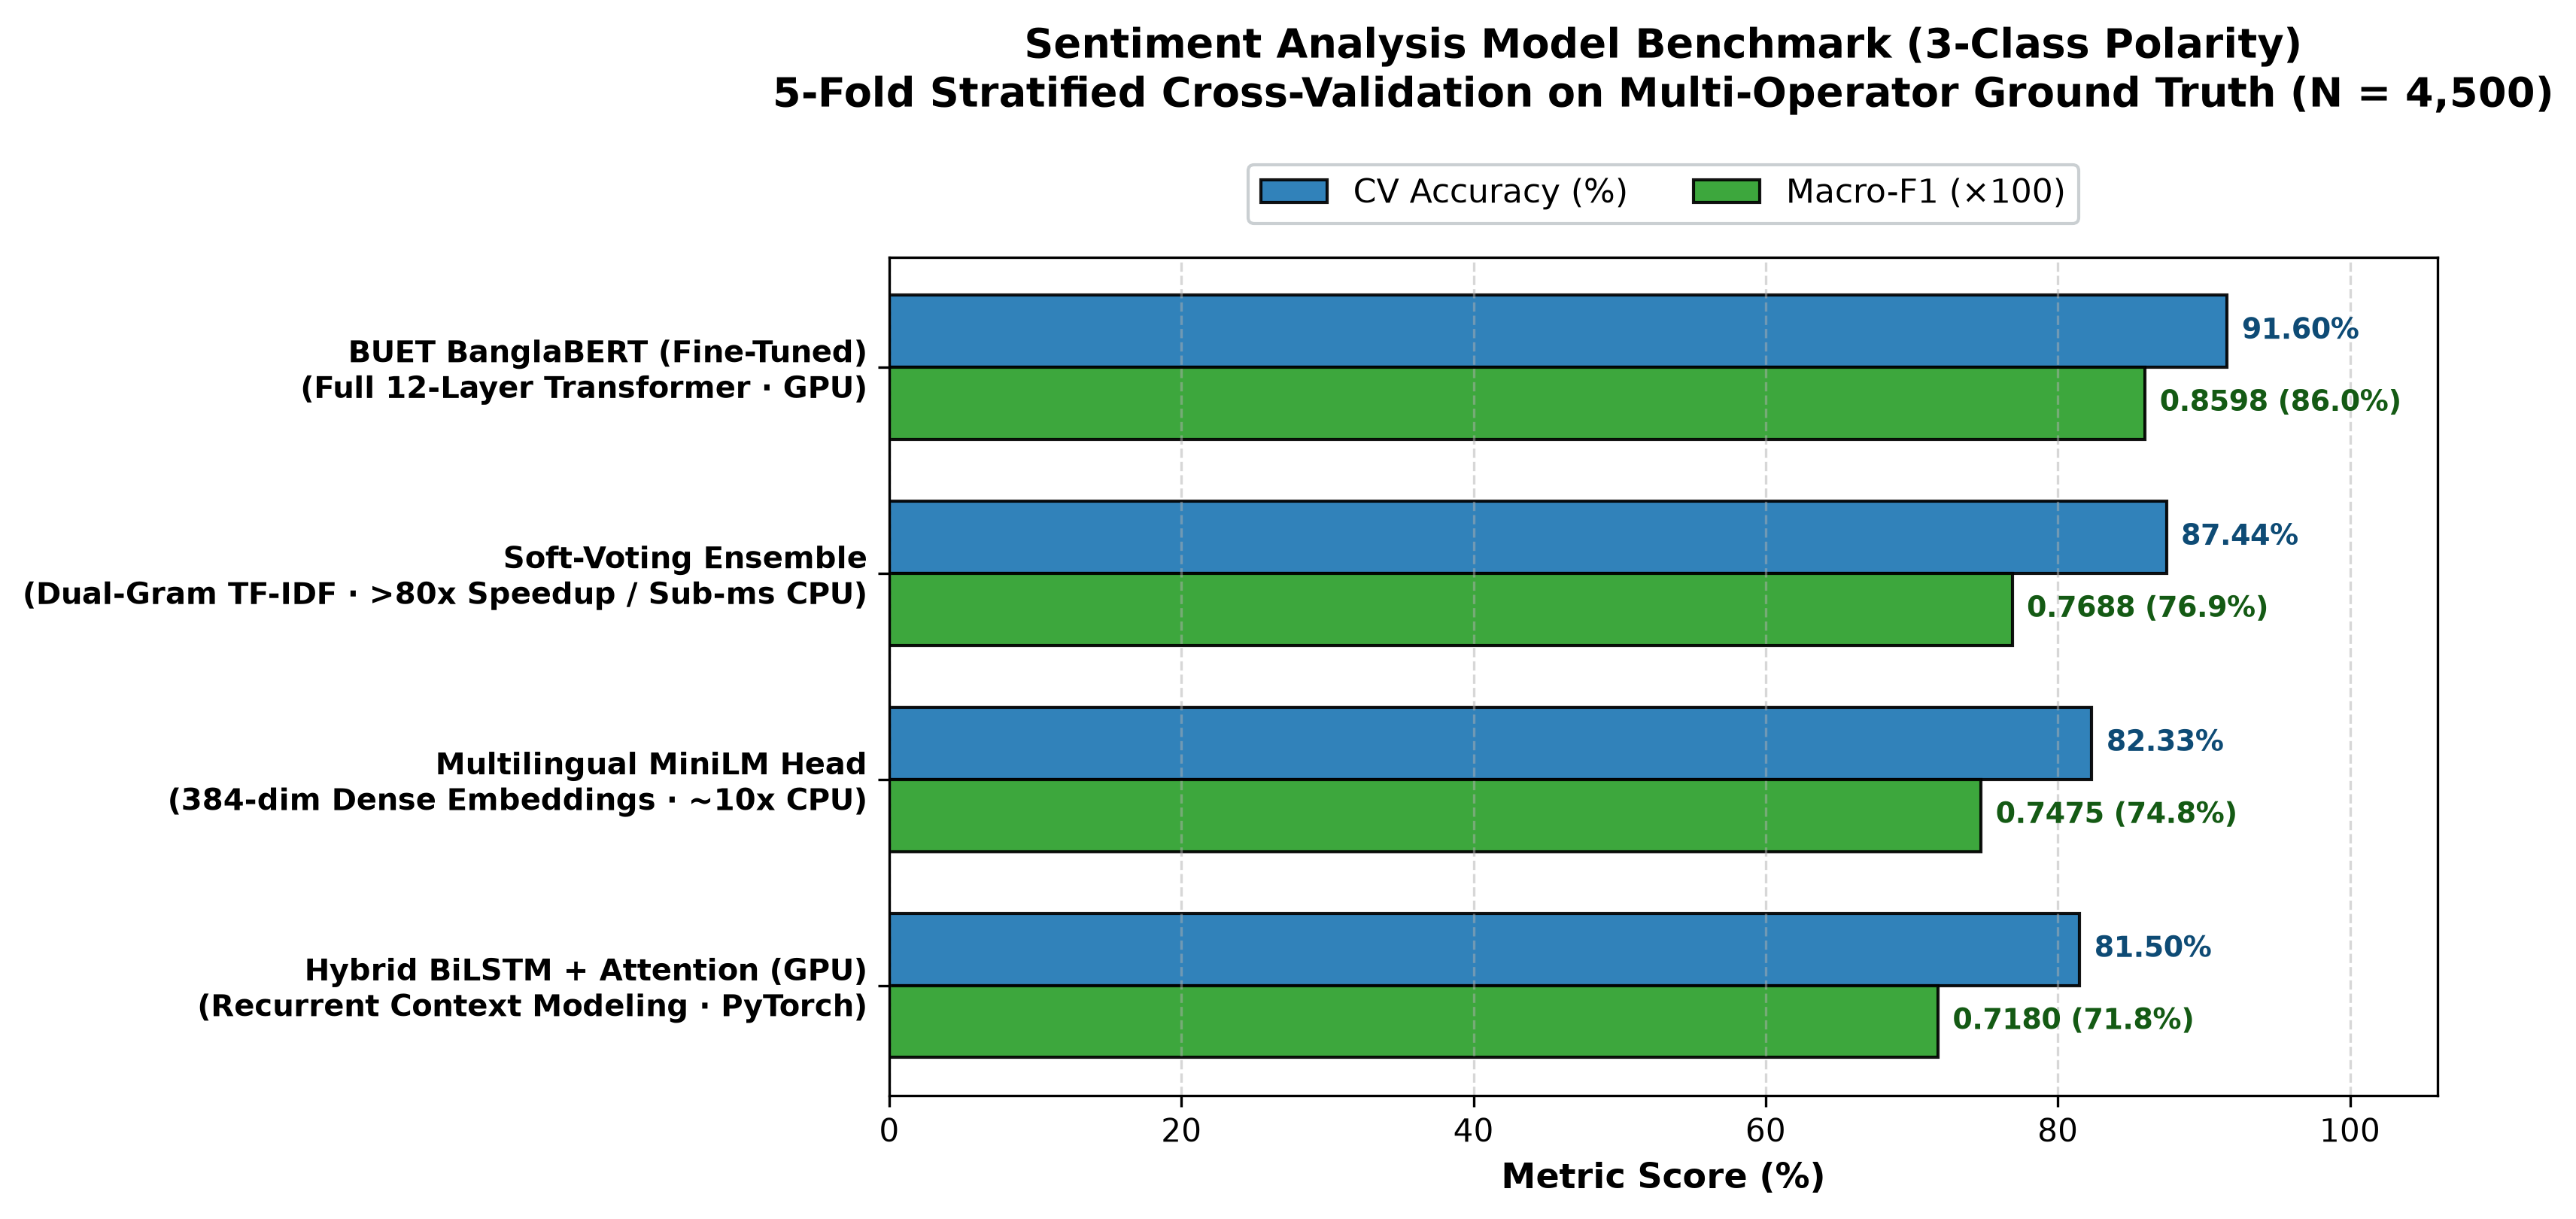 Sentiment Analysis Model Benchmark (3-Class Polarity)
5-Fold Stratified Cross-Validation on Multi-Operator Ground Truth (N = 4,500)
CV Accuracy (%)
Macro-F1 (×100)
BUET BanglaBERT (Fine-Tuned)
(Full 12-Layer Transformer · GPU)
91.60%
0.8598 (86.0%)
Soft-Voting Ensemble
(Dual-Gram TF-IDF · >80x Speedup / Sub-ms CPU)
87.44%
0.7688 (76.9%)
Multilingual MiniLM Head
(384-dim Dense Embeddings · ~10x CPU)
82.33%
0.7475 (74.8%)
Hybrid BiLSTM + Attention (GPU)
(Recurrent Context Modeling · PyTorch)
81.50%
0.7180 (71.8%)
0 20 40 60 80 100
Metric Score (%)